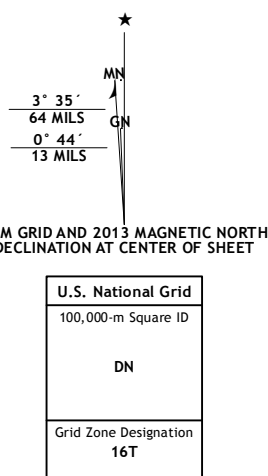 MN
3° 35´
64 MILS
GN
0° 44´
13 MILS
M GRID AND 2013 MAGNETIC NORTH
DECLINATION AT CENTER OF SHEET
U.S. National Grid
100,000-m Square ID
DN
Grid Zone Designation
16T